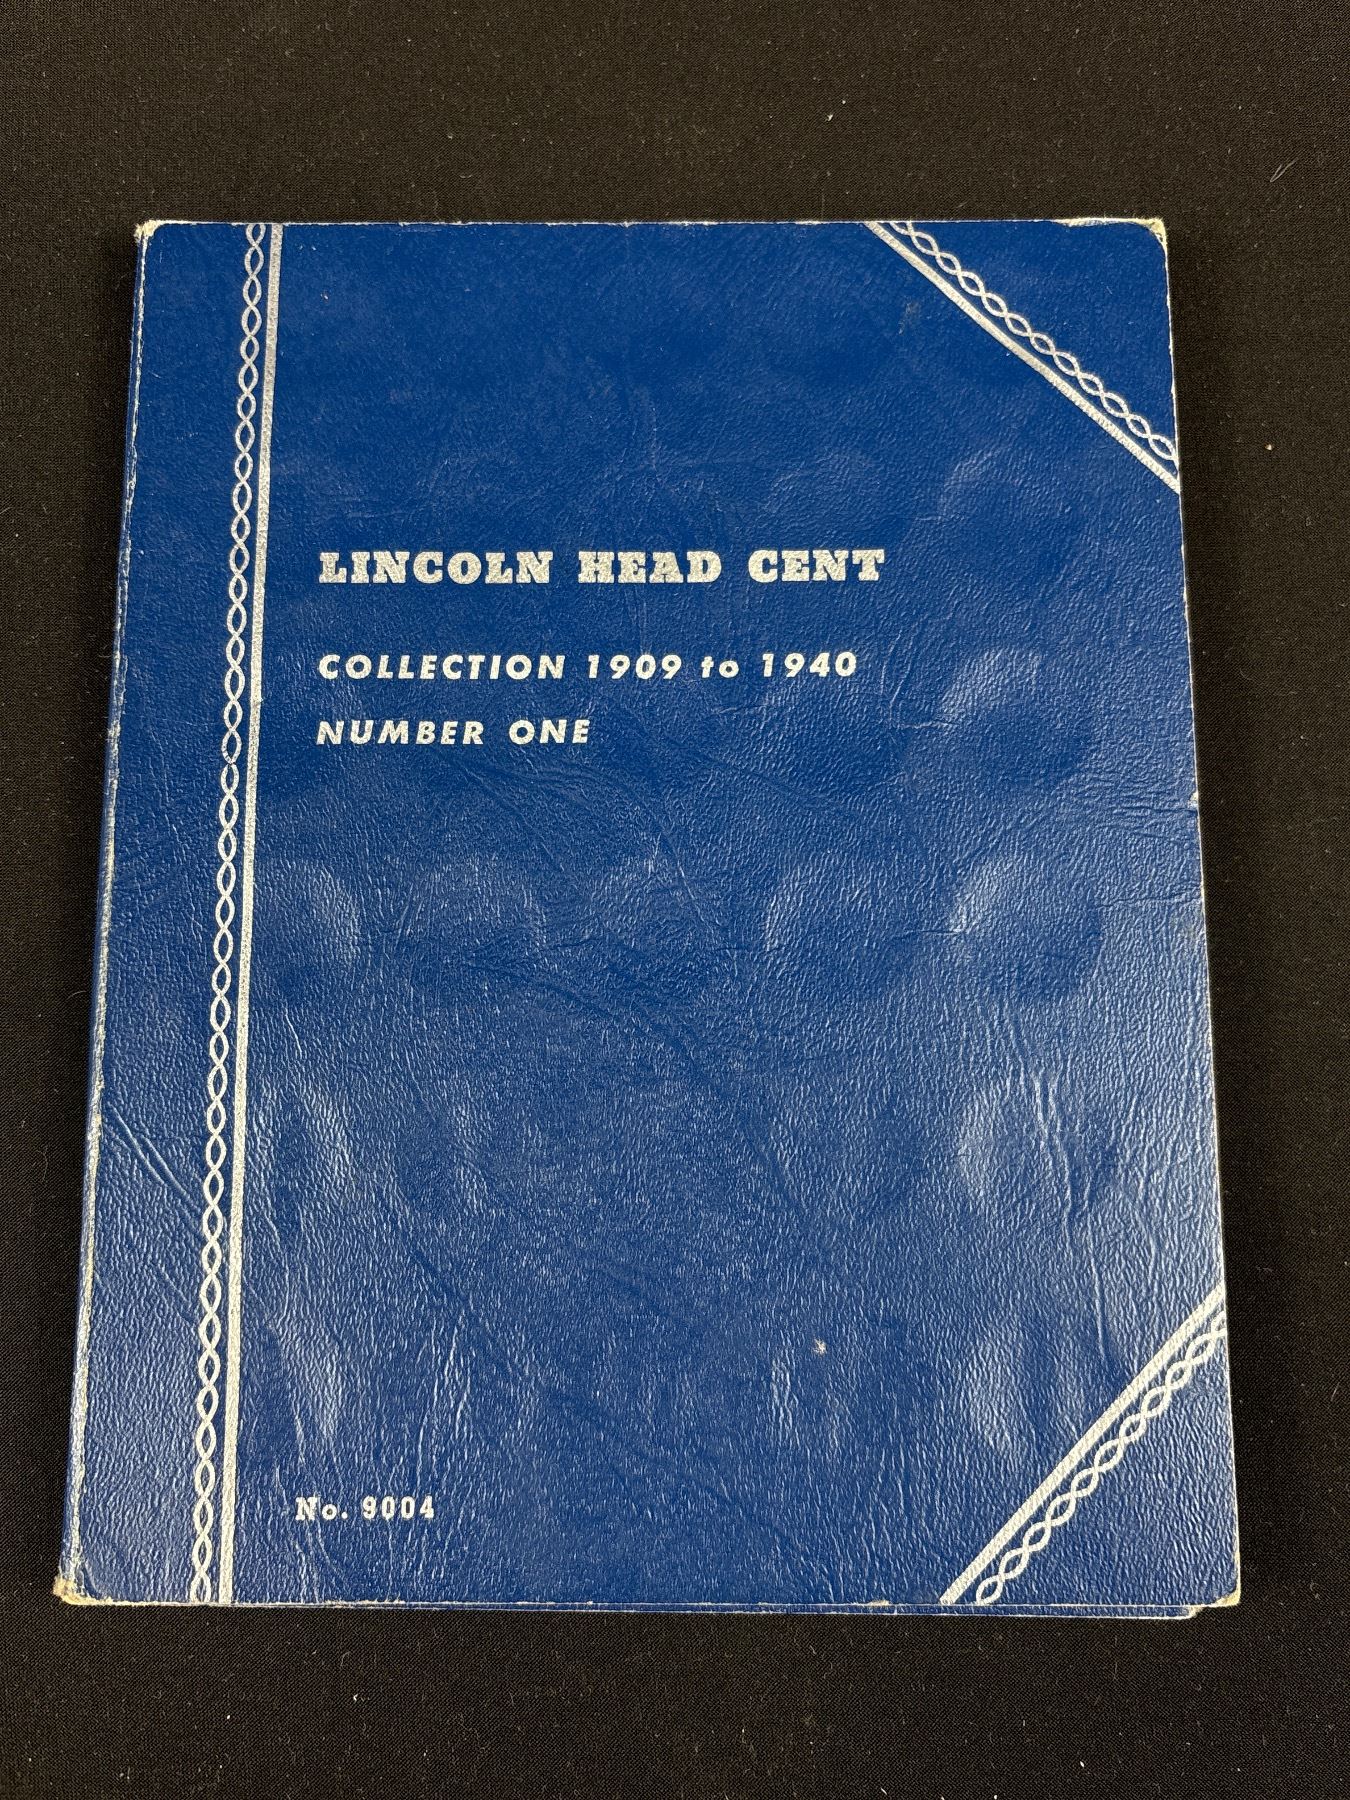 LINCOLN HEAD CENT
COLLECTION 1909 to 1940
NUMBER ONE
No. 9004